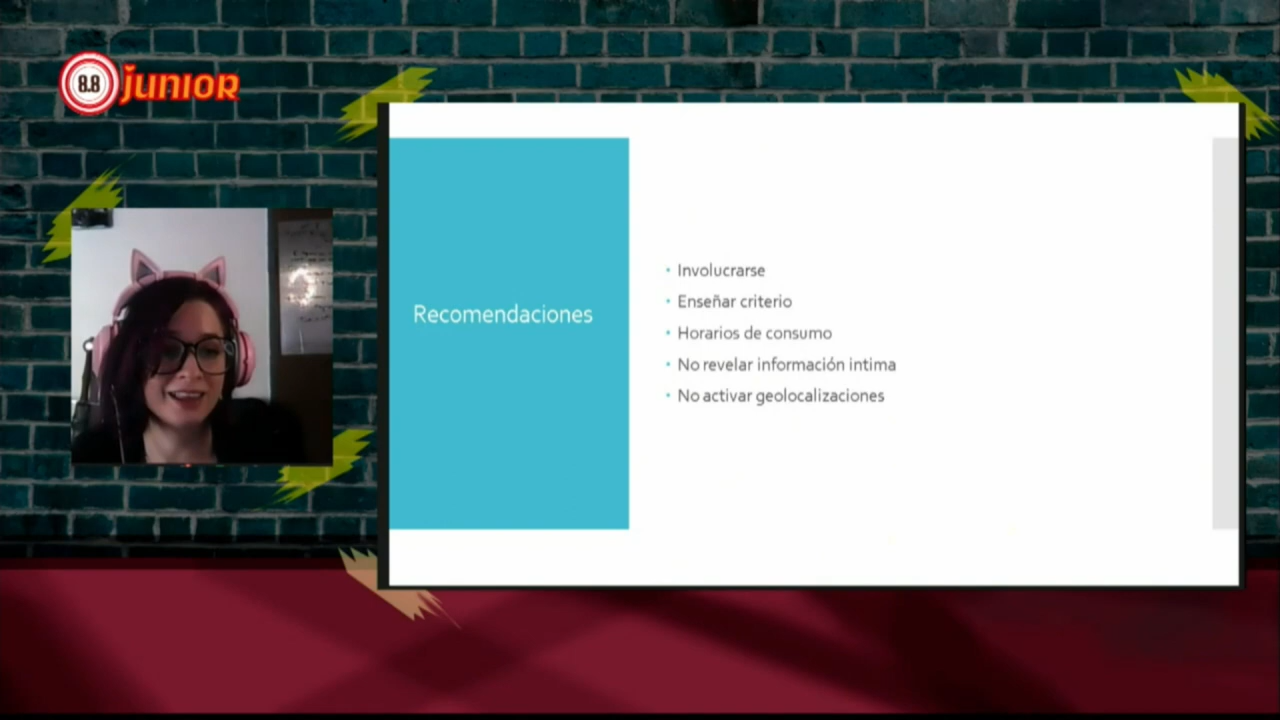 8.8 JUNIOR
Recomendaciones
• Involucrarse
• Enseñar criterio
• Horarios de consumo
• No revelar información intima
• No activar geolocalizaciones